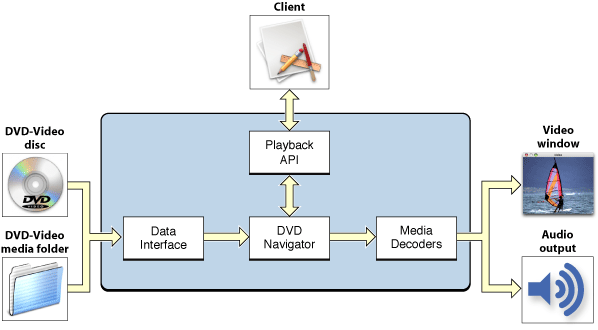 Client
DVD-Video
disc
DVD
VIDEO
DVD-Video
media folder
Playback
API
Data
Interface
DVD
Navigator
Media
Decoders
Video
window
Audio
output